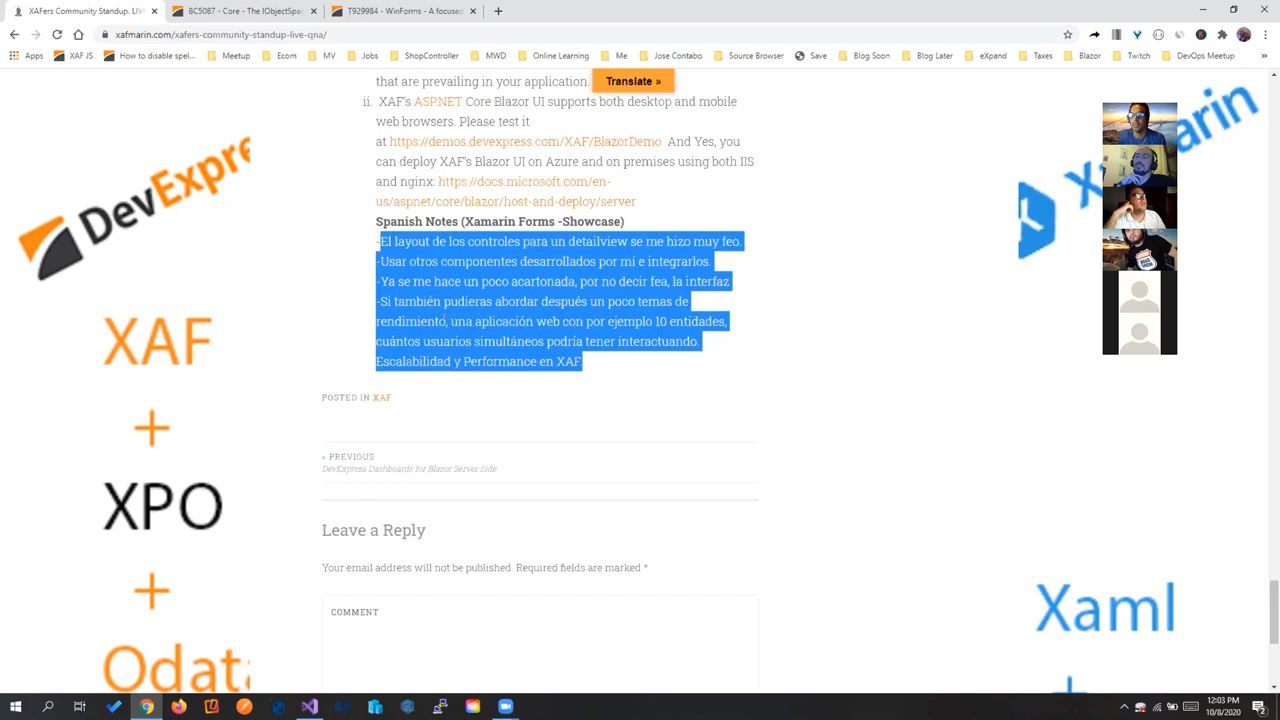 XAFers Community Standup. LIVE
BC5087 - Core - The IObjectSpac
T929984 - WinForms - A focused
xafmarin.com/xafers-community-standup-live-qna/
Apps
XAF JS
How to disable spel...
Meetup
Ecom
MV
Jobs
ShopController
MWD
Online Learning
Me
Jose Contabo
Source Browser
Save
Blog Soon
Blog Later
eXpand
Taxes
Blazor
Twitch
DevOps Meetup
that are prevailing in your application.
Translate »
ii. XAF's ASP.NET Core Blazor UI supports both desktop and mobile
web browsers. Please test it
at https://demos.devexpress.com/XAF/BlazorDemo And Yes, you
can deploy XAF's Blazor UI on Azure and on premises using both IIS
and nginx: https://docs.microsoft.com/en-
us/aspnet/core/blazor/host-and-deploy/server
Spanish Notes (Xamarin Forms -Showcase)
-El layout de los controles para un detailview se me hizo muy feo.
-Usar otros componentes desarrollados por mí e integrarlos.
-Ya se me hace un poco acartonada, por no decir fea, la interfaz
-Si también pudieras abordar después un poco temas de
rendimiento, una aplicación web con por ejemplo 10 entidades,
cuántos usuarios simultáneos podría tener interactuando.
Escalabilidad y Performance en XAF.
POSTED IN XAF
< PREVIOUS
DevExpress Dashboards for Blazor Server Side
Leave a Reply
Your email address will not be published. Required fields are marked *
COMMENT
DevExpre
XAF
+
XPO
+
Odata
Xaml
+
12:03 PM
10/8/2020